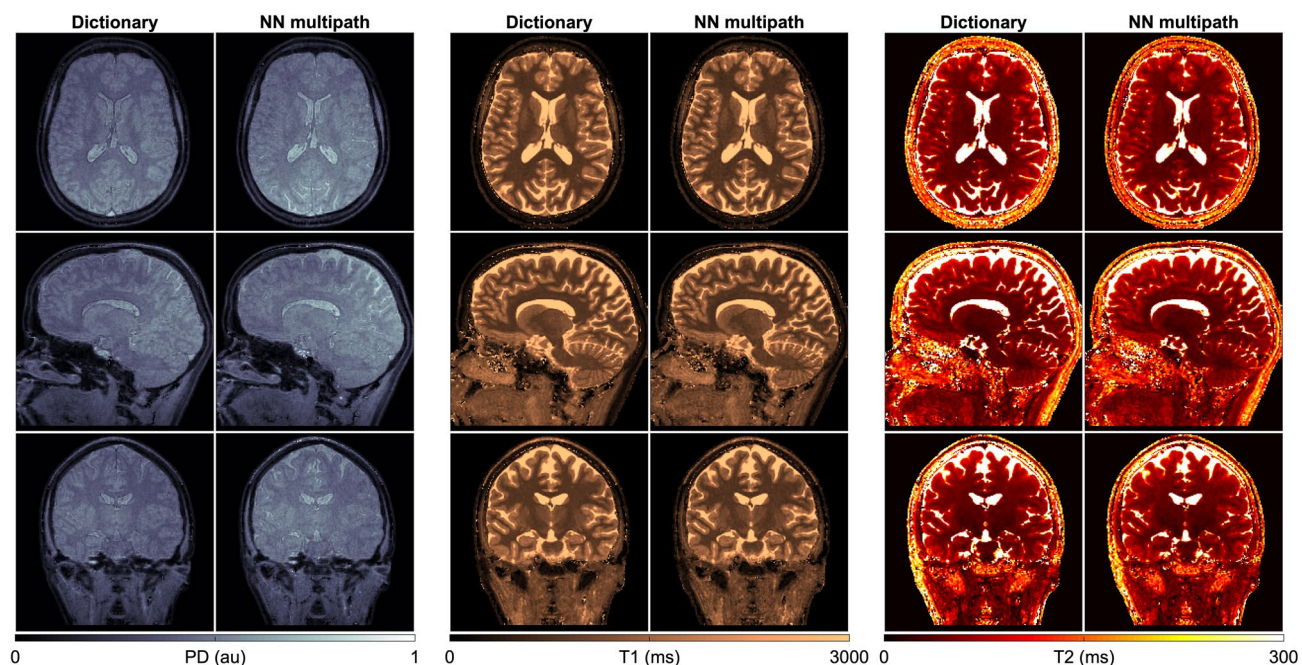 Dictionary NN multipath Dictionary NN multipath Dictionary NN multipath
0 PD (au) 1 0 T1 (ms) 3000 0 T2 (ms) 300